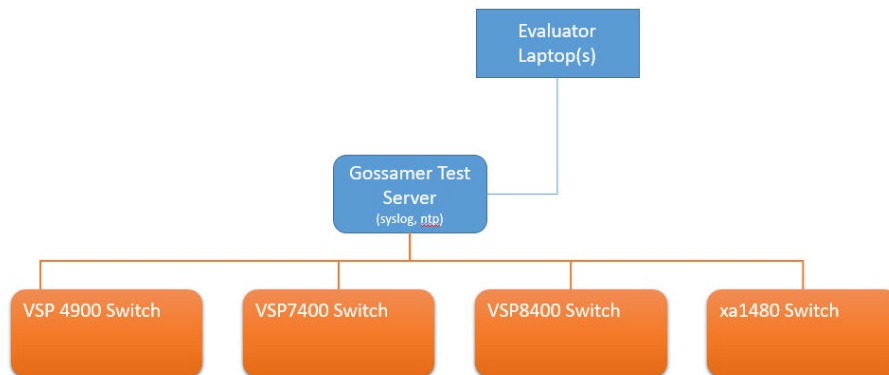 Evaluator
Laptop(s)
Gossamer Test
Server
(syslog, ntp)
VSP 4900 Switch
VSP7400 Switch
VSP8400 Switch
xa1480 Switch